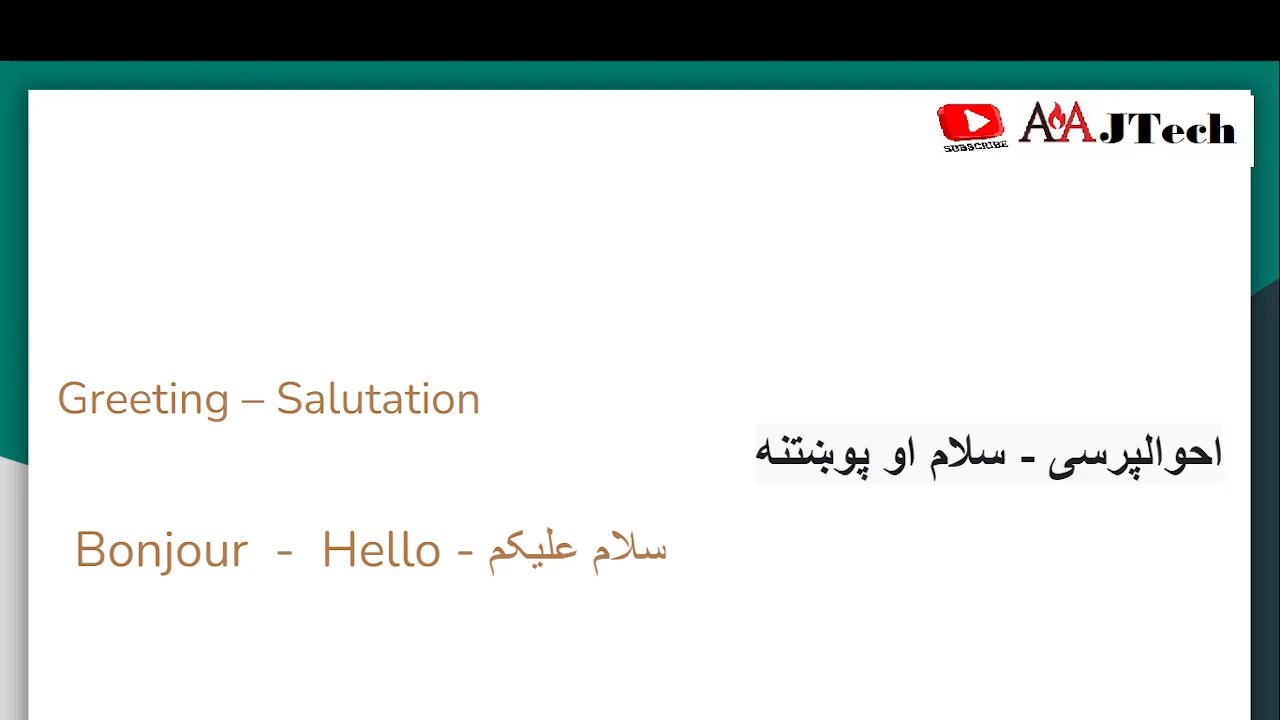 SUBSCRIBE
AAJTech
Greeting – Salutation
احوالپرسی - سلام او پوښتنه
Bonjour - Hello - سلام علیکم